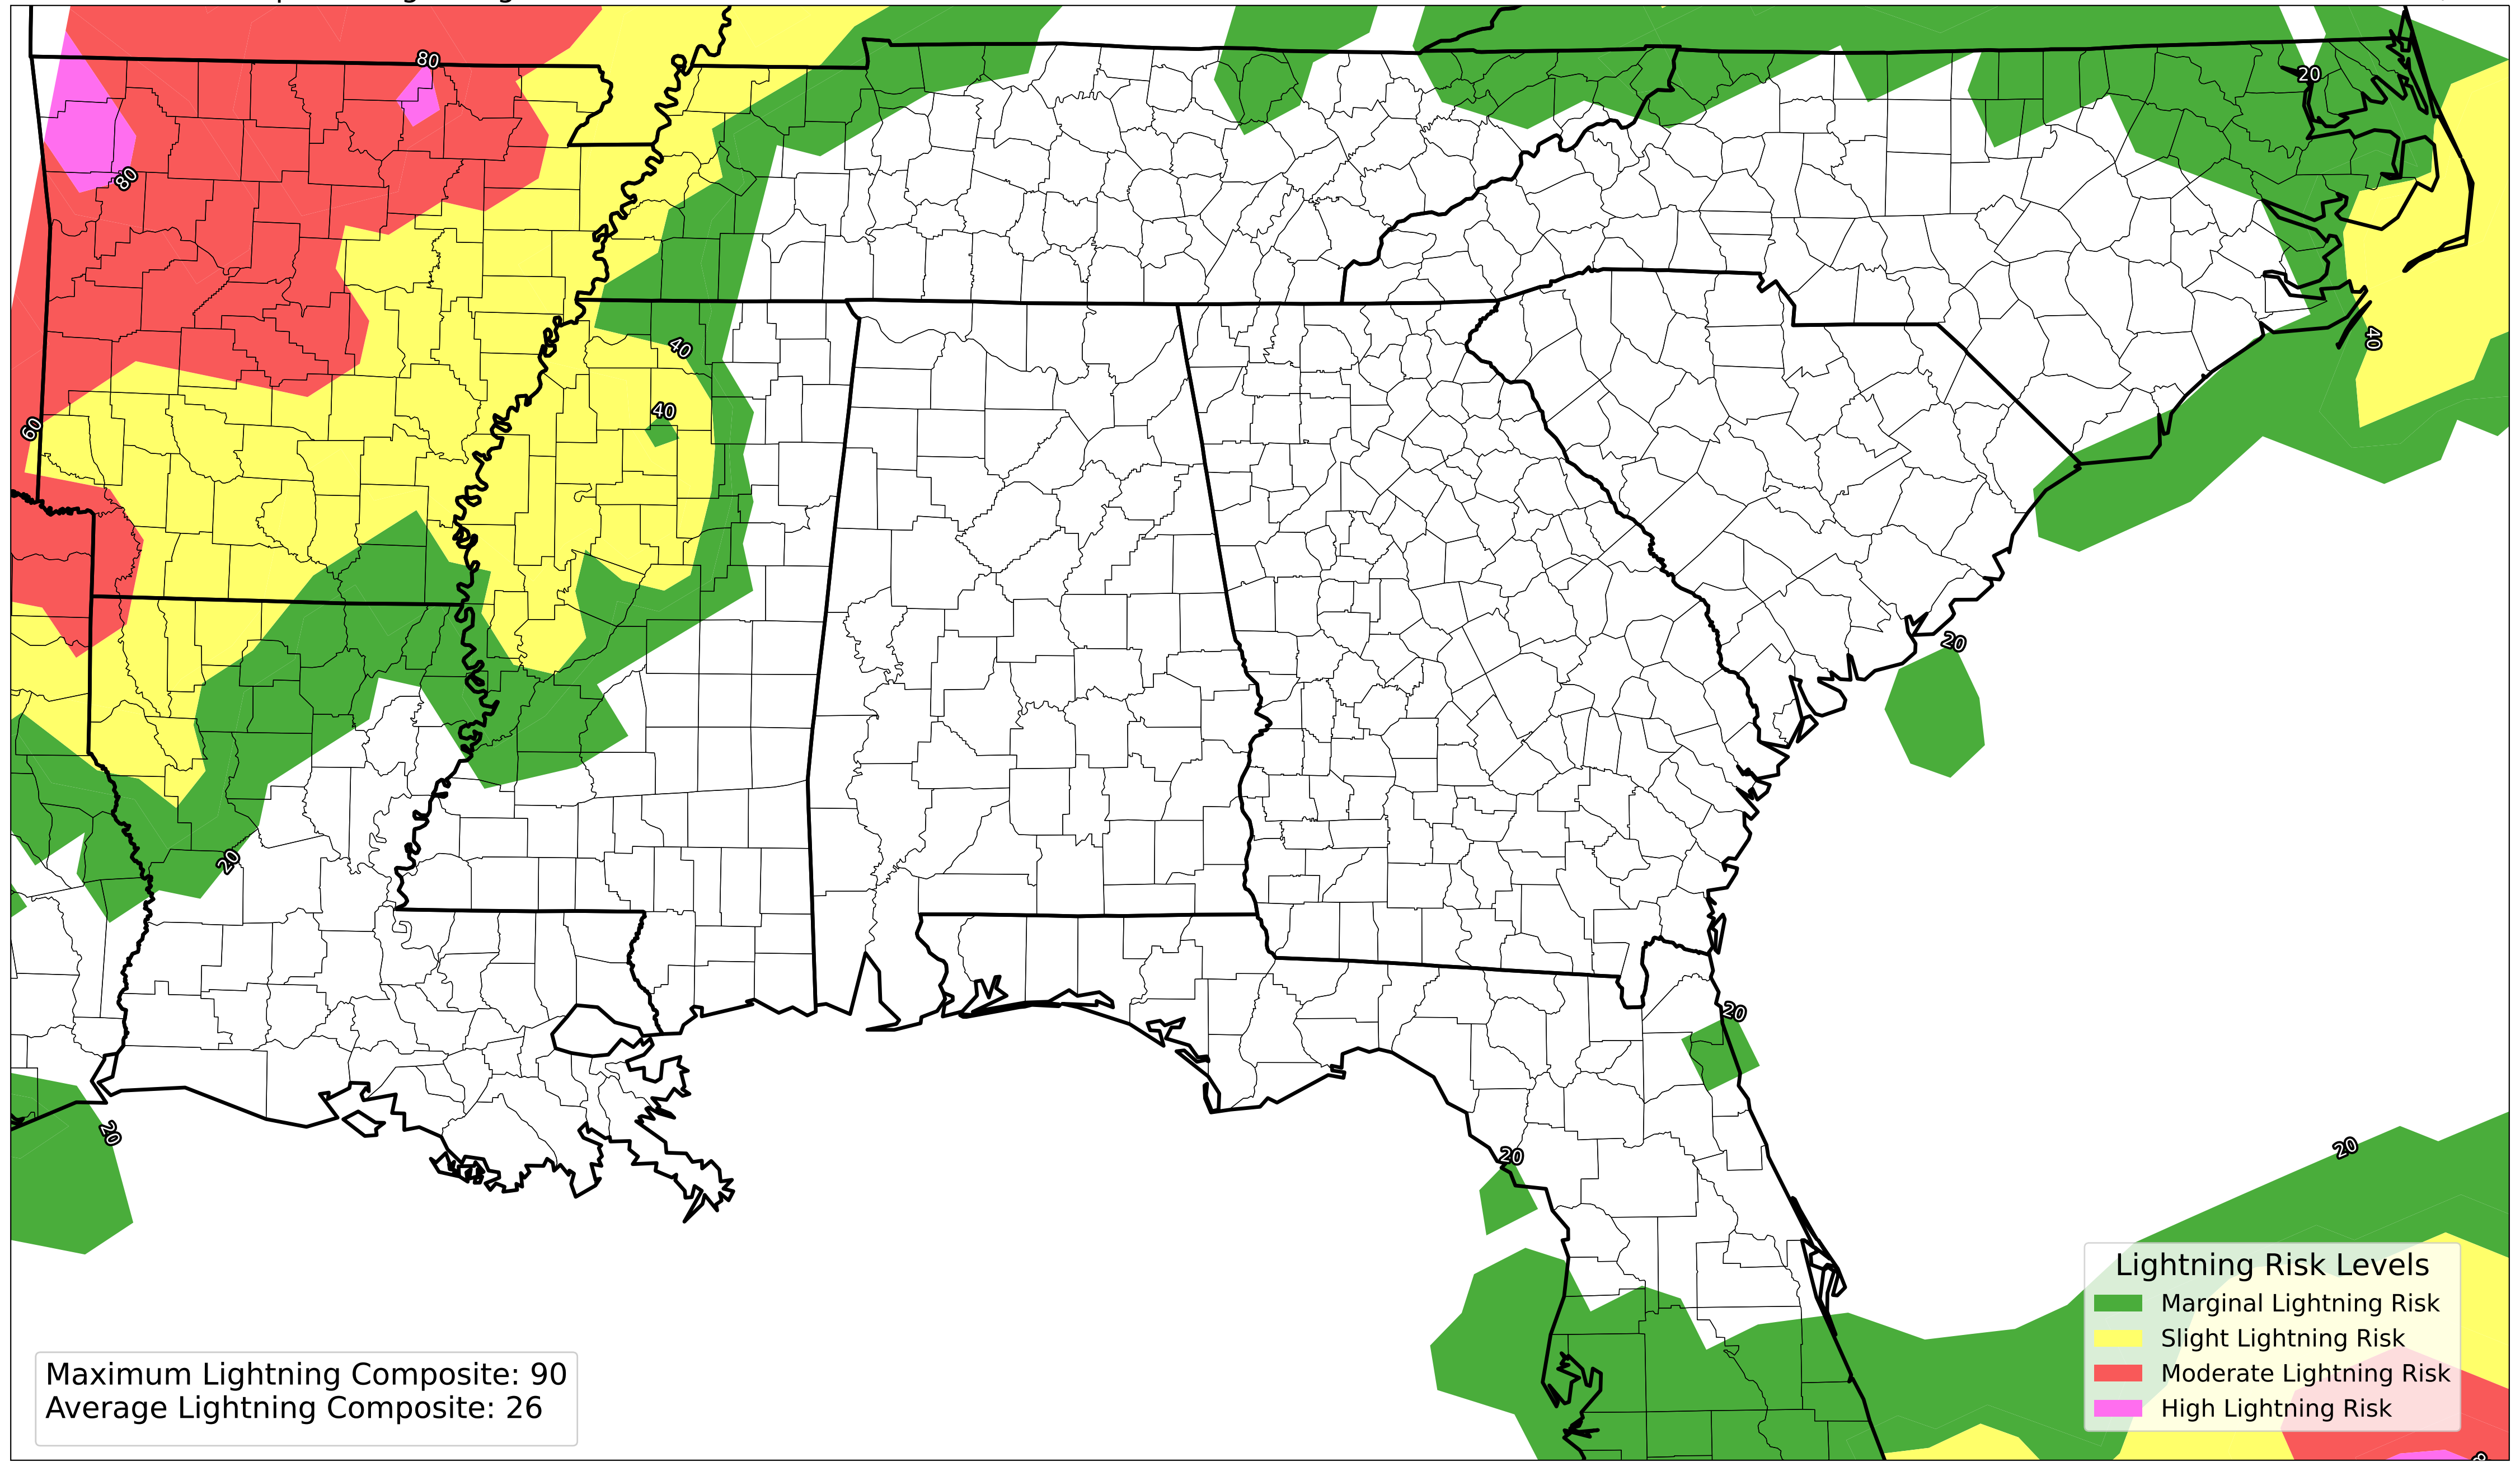 80
20
80
40
40
40
60
20
20
20
20
20
20
Lightning Risk Levels
Marginal Lightning Risk
Slight Lightning Risk
Moderate Lightning Risk
High Lightning Risk
Maximum Lightning Composite: 90
Average Lightning Composite: 26